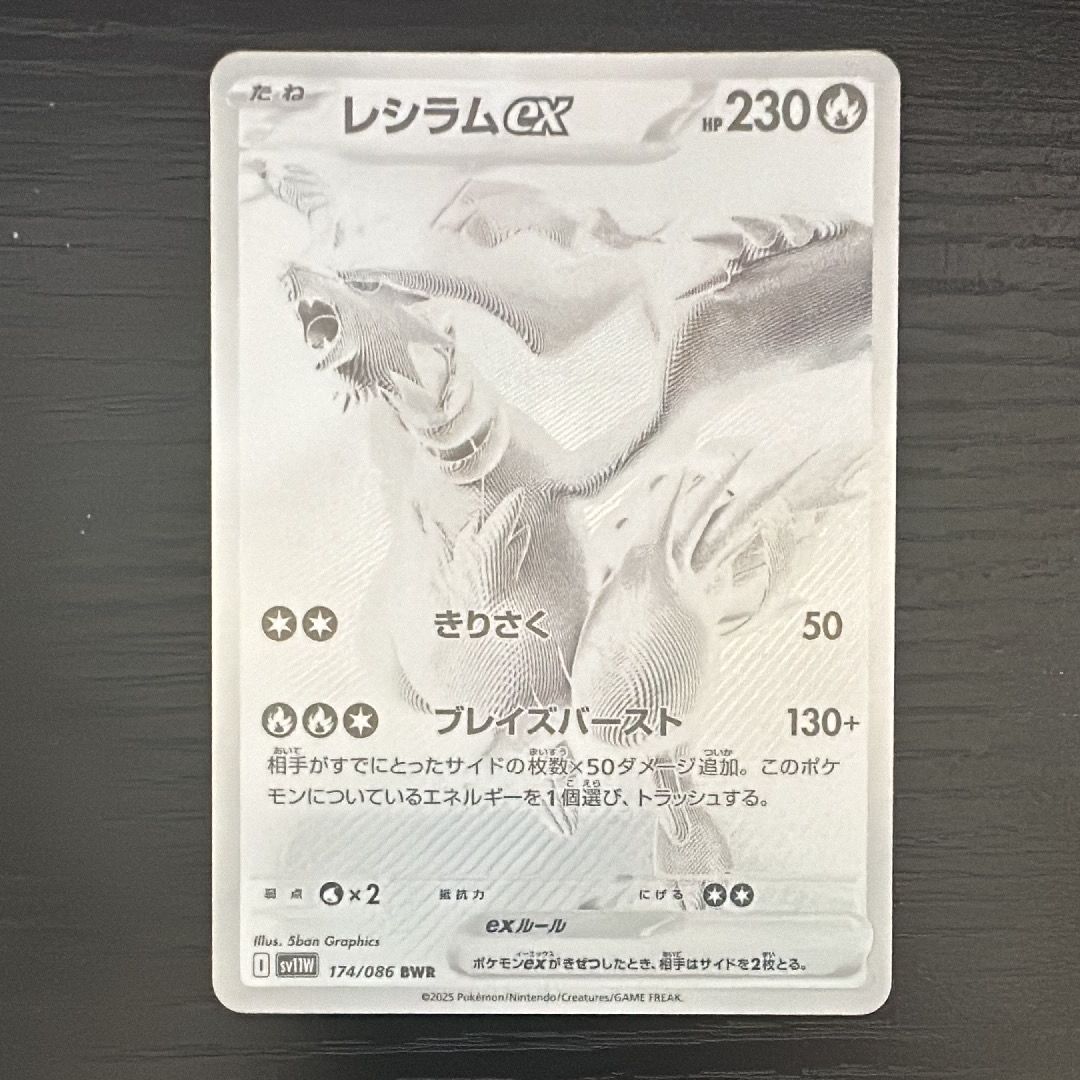 たね
レシラムex
HP230
きりさく 50
ブレイズバースト 130+
相手がすでにとったサイドの枚数×50ダメージ追加。このポケ
モンについているエネルギーを1個選び、トラッシュする。
弱点 ×2 抵抗力 にげる
exルール
ポケモンexがきぜつしたとき、相手はサイドを2枚とる。
Illus. 5ban Graphics
I sv11W 174/086 BWR
©2025 Pokémon/Nintendo/Creatures/GAME FREAK.